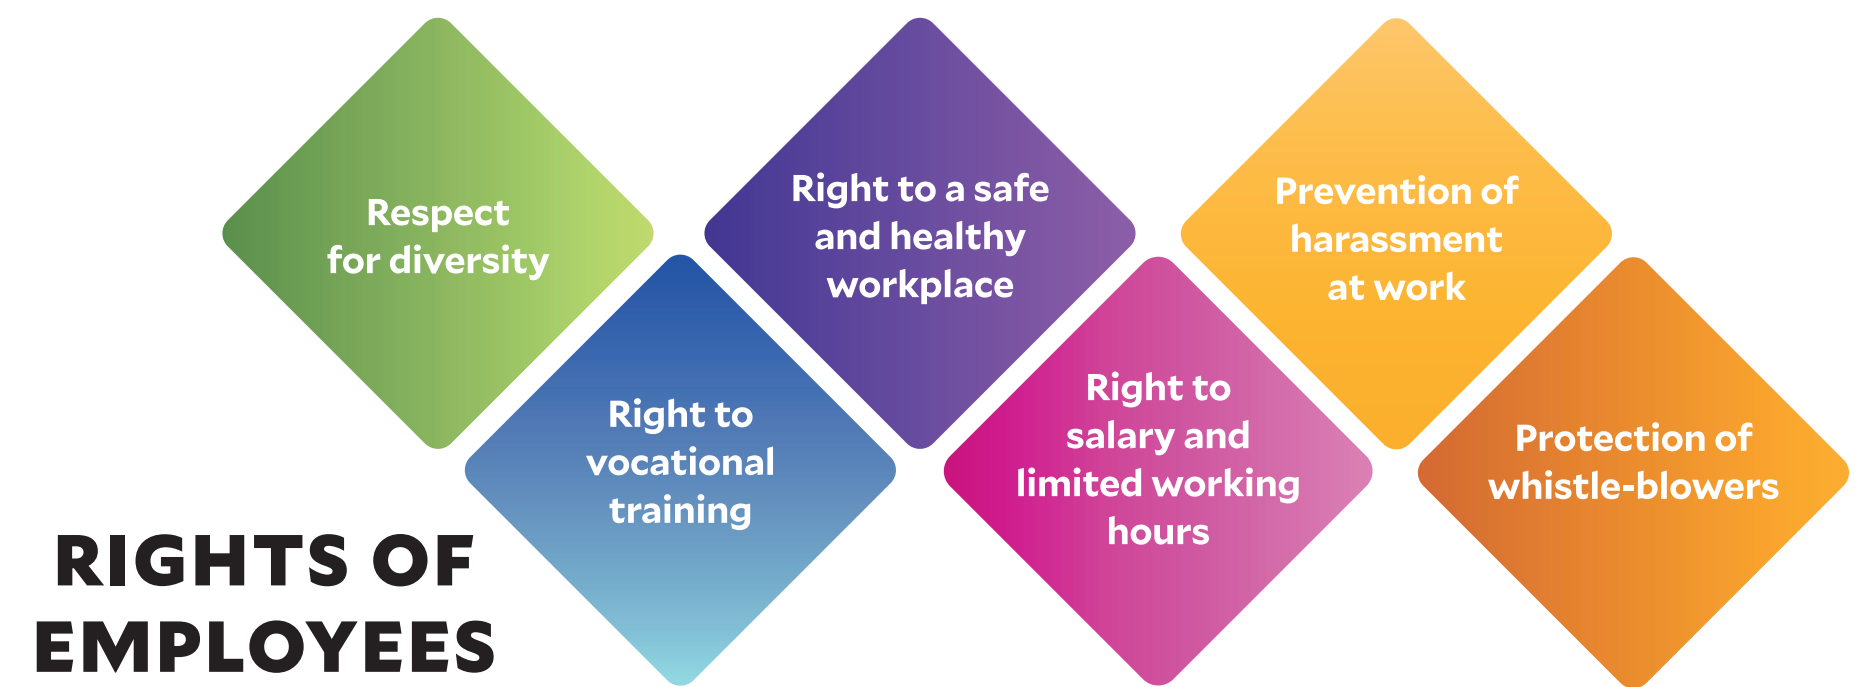 Respect
for diversity
Right to
vocational
training
Right to a safe
and healthy
workplace
Right to
salary and
limited working
hours
Prevention of
harassment
at work
Protection of
whistle-blowers
RIGHTS OF
EMPLOYEES